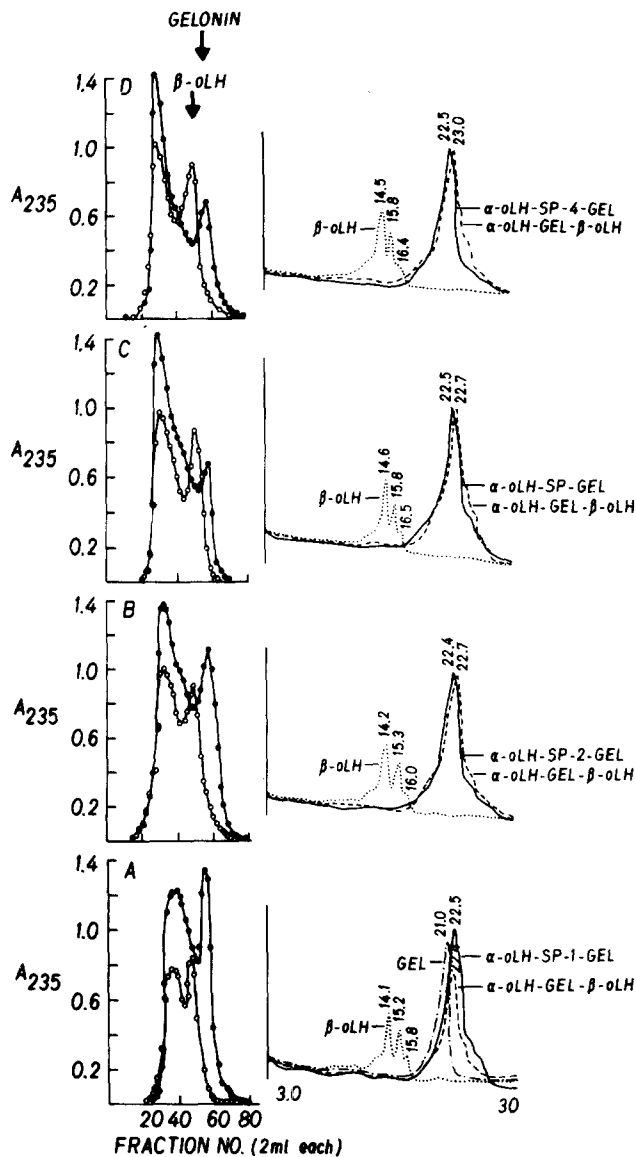 GELONIN
β-oLH
D
1.4
1.0
A235
0.6
0.2
14.5
15.8
16.4
β-oLH
22.5
23.0
α-oLH-SP-4-GEL
α-oLH-GEL-β-oLH
C
1.4
1.0
A235
0.6
0.2
14.6
15.8
16.5
β-oLH
22.5
22.7
α-oLH-SP-GEL
α-oLH-GEL-β-oLH
B
1.4
1.0
A235
0.6
0.2
14.2
15.3
16.0
β-oLH
22.4
22.7
α-oLH-SP-2-GEL
α-oLH-GEL-β-oLH
A
1.4
1.0
A235
0.6
0.2
14.1
15.2
15.8
β-oLH
GEL
21.0
22.5
α-oLH-SP-1-GEL
α-oLH-GEL-β-oLH
3.0
30
20 40 60 80
FRACTION NO. (2ml each)